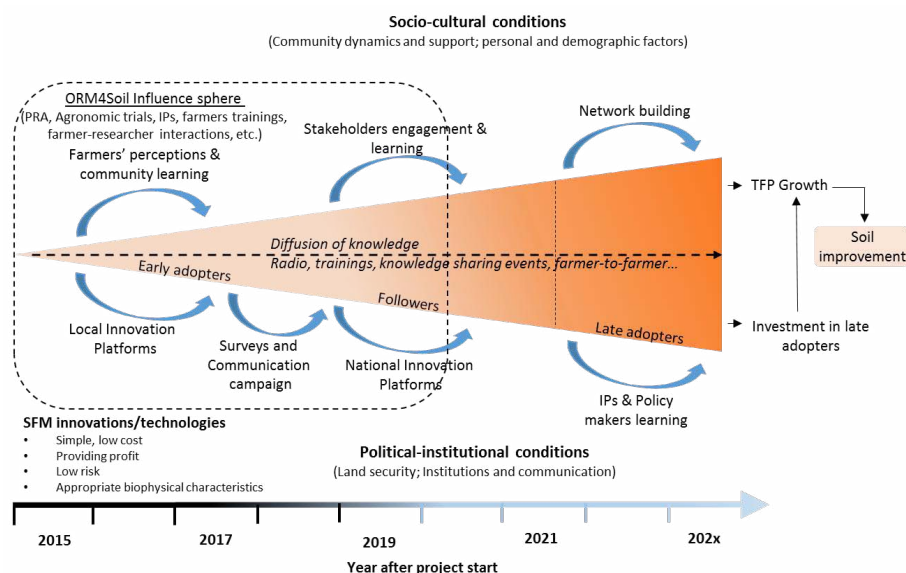 Socio-cultural conditions
(Community dynamics and support; personal and demographic factors)
ORM4Soil Influence sphere
(PRA, Agronomic trials, IPs, farmers trainings,
farmer-researcher interactions, etc.)
Farmers' perceptions &
community learning
Stakeholders engagement &
learning
Network building
TFP Growth
Soil
improvement
Diffusion of knowledge
Radio, trainings, knowledge sharing events, farmer-to-farmer...
Early adopters
Followers
Late adopters
Local Innovation
Platforms
Surveys and
Communication
campaign
National Innovation
Platforms
IPs & Policy
makers learning
Investment in late
adopters
SFM innovations/technologies
• Simple, low cost
• Providing profit
• Low risk
• Appropriate biophysical characteristics
Political-institutional conditions
(Land security; Institutions and communication)
2015
2017
2019
2021
202x
Year after project start